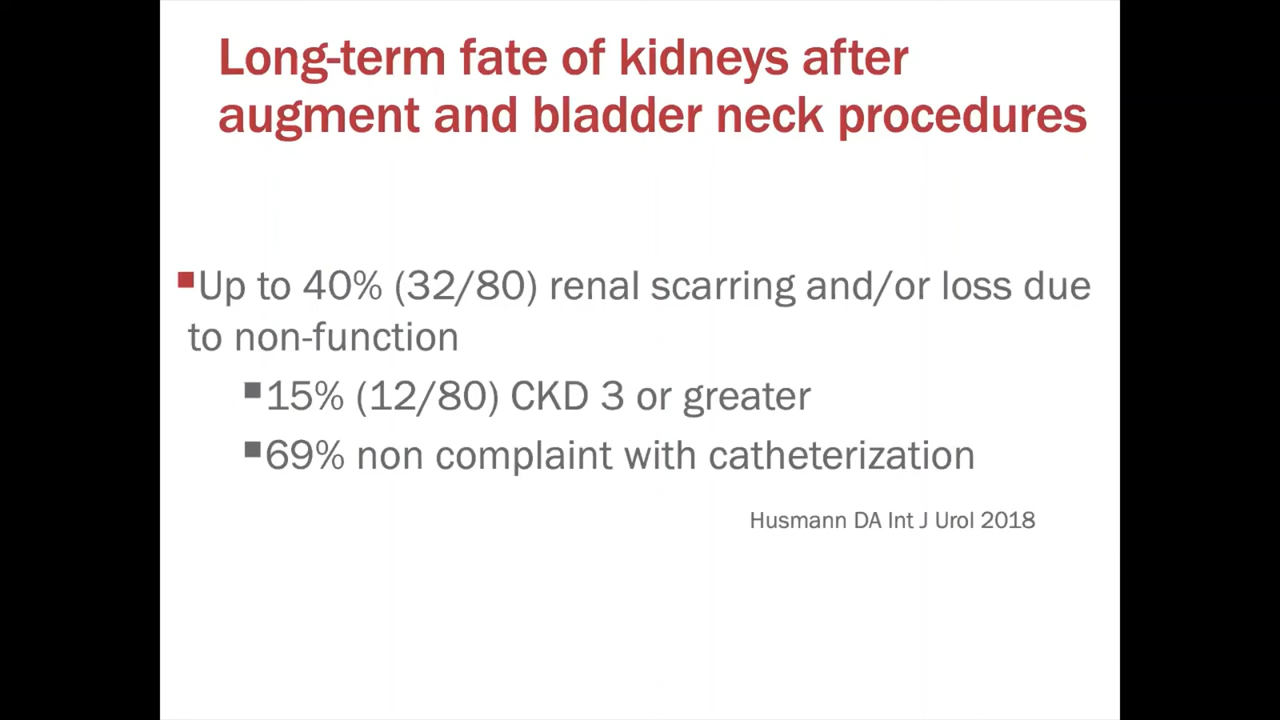 Long-term fate of kidneys after
augment and bladder neck procedures
▪Up to 40% (32/80) renal scarring and/or loss due
to non-function
▪15% (12/80) CKD 3 or greater
▪69% non complaint with catheterization
Husmann DA Int J Urol 2018